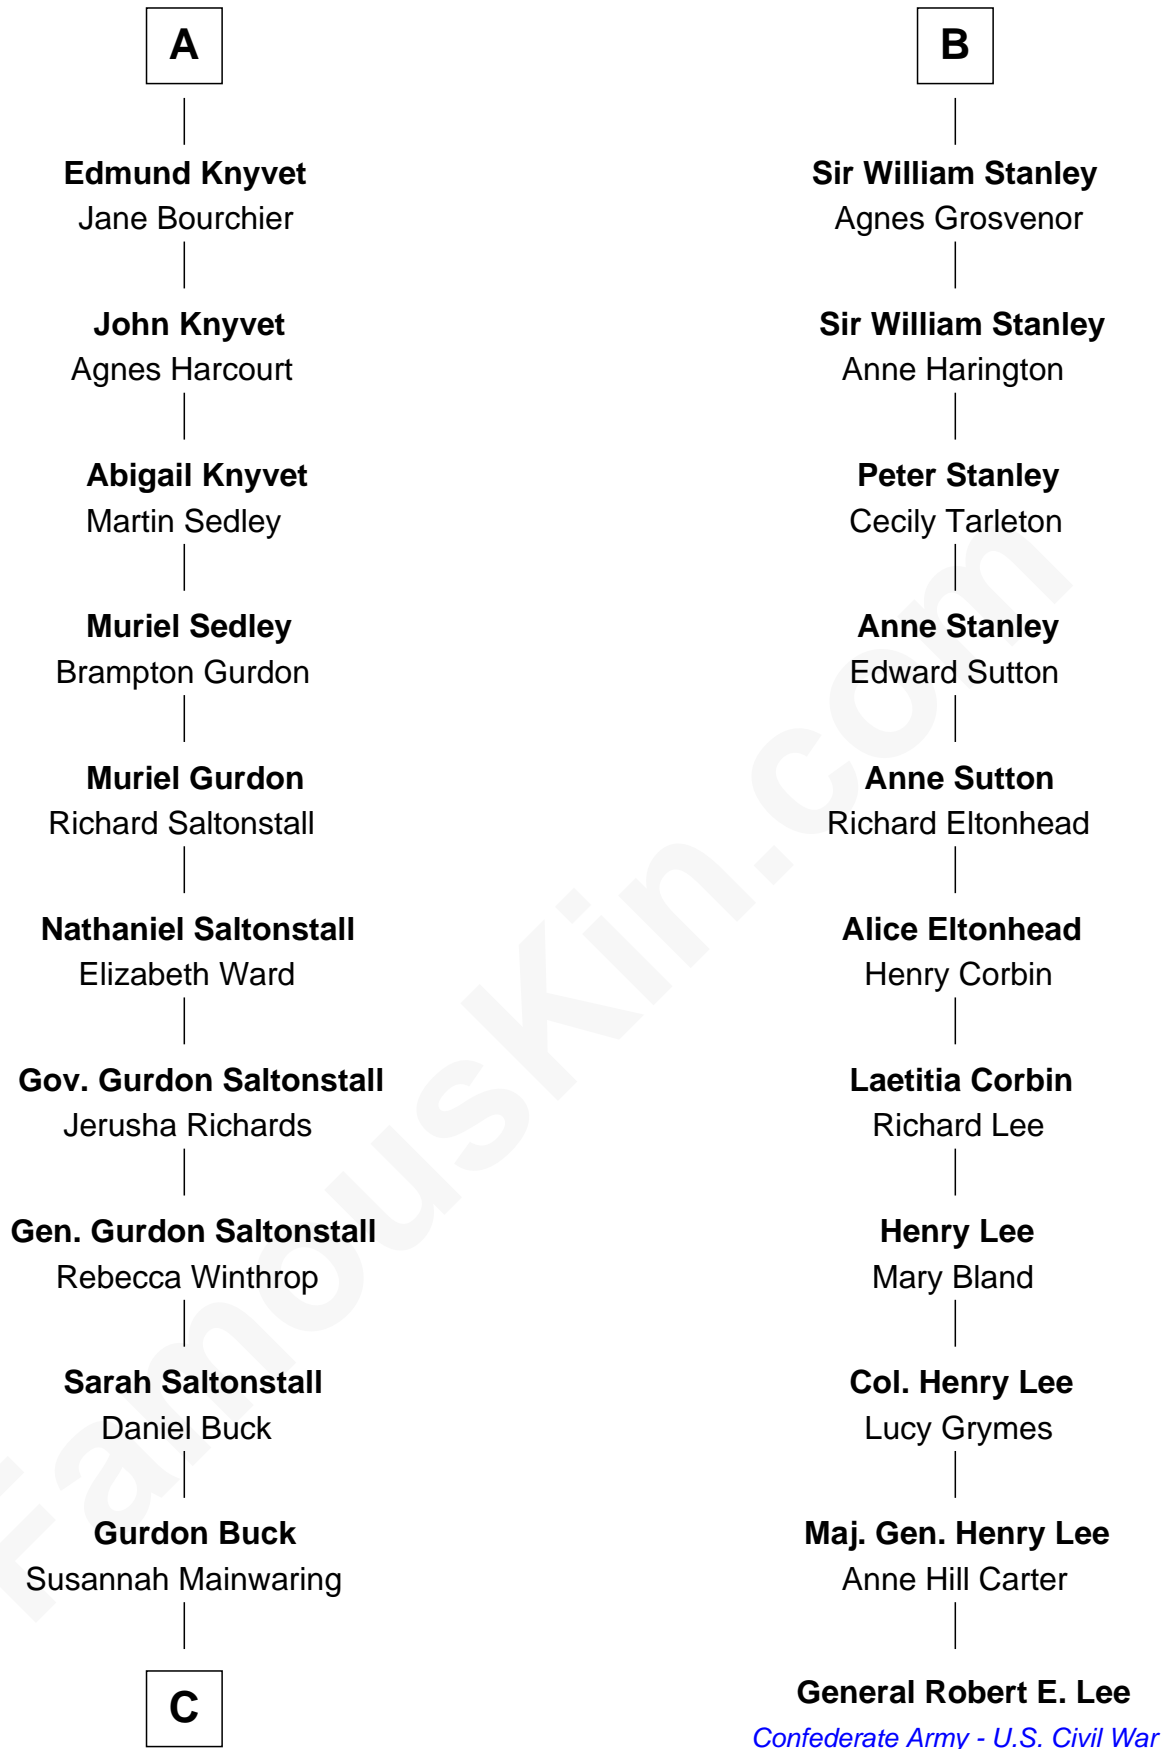 A
Edmund Knyvet
Jane Bourchier
John Knyvet
Agnes Harcourt
Abigail Knyvet
Martin Sedley
Muriel Sedley
Brampton Gurdon
Muriel Gurdon
Richard Saltonstall
Nathaniel Saltonstall
Elizabeth Ward
Gov. Gurdon Saltonstall
Jerusha Richards
Gen. Gurdon Saltonstall
Rebecca Winthrop
Sarah Saltonstall
Daniel Buck
Gurdon Buck
Susannah Mainwaring
C
B
Sir William Stanley
Agnes Grosvenor
Sir William Stanley
Anne Harington
Peter Stanley
Cecily Tarleton
Anne Stanley
Edward Sutton
Anne Sutton
Richard Eltonhead
Alice Eltonhead
Henry Corbin
Laetitia Corbin
Richard Lee
Henry Lee
Mary Bland
Col. Henry Lee
Lucy Grymes
Maj. Gen. Henry Lee
Anne Hill Carter
General Robert E. Lee
Confederate Army - U.S. Civil War
FamousKin.com